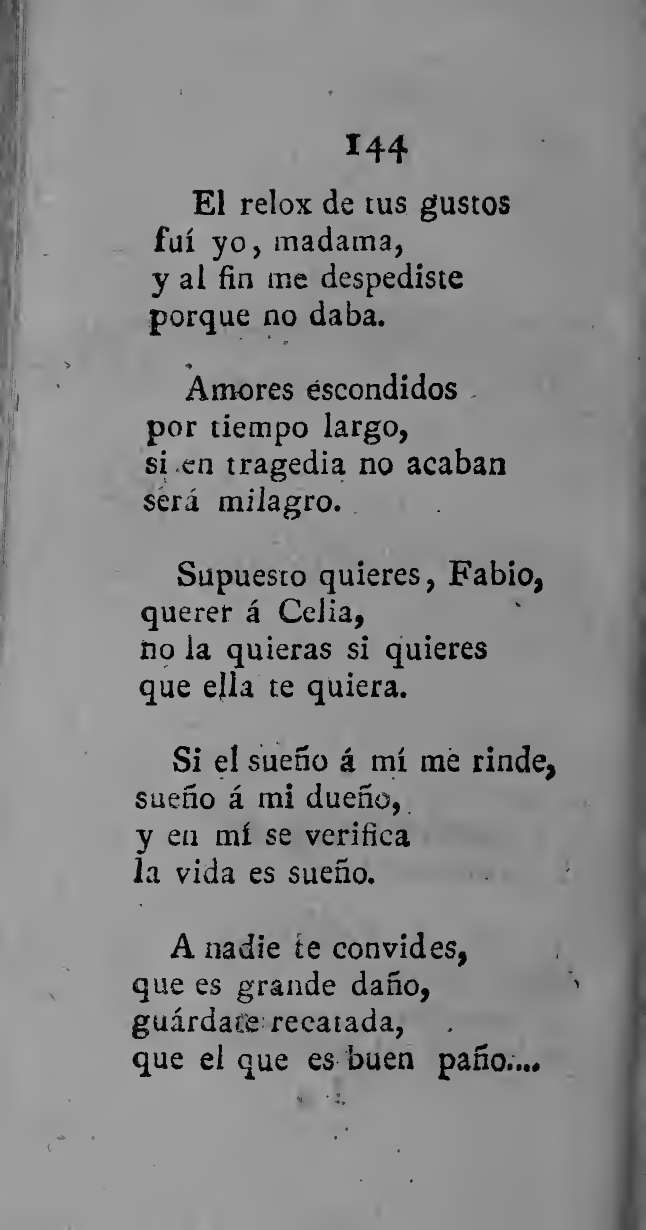 144
El relox de tus gustos
fuí yo, madama,
y al fin me despediste
porque no daba.
Amores escondidos
por tiempo largo,
si en tragedia no acaban
será milagro.
Supuesto quieres, Fabio,
querer á Celia,
no la quieras si quieres
que ella te quiera.
Si el sueño á mí me rinde,
sueño á mi dueño,
y en mí se verifica
la vida es sueño.
A nadie te convides,
que es grande daño,
guárdate recatada,
que el que es buen paño....